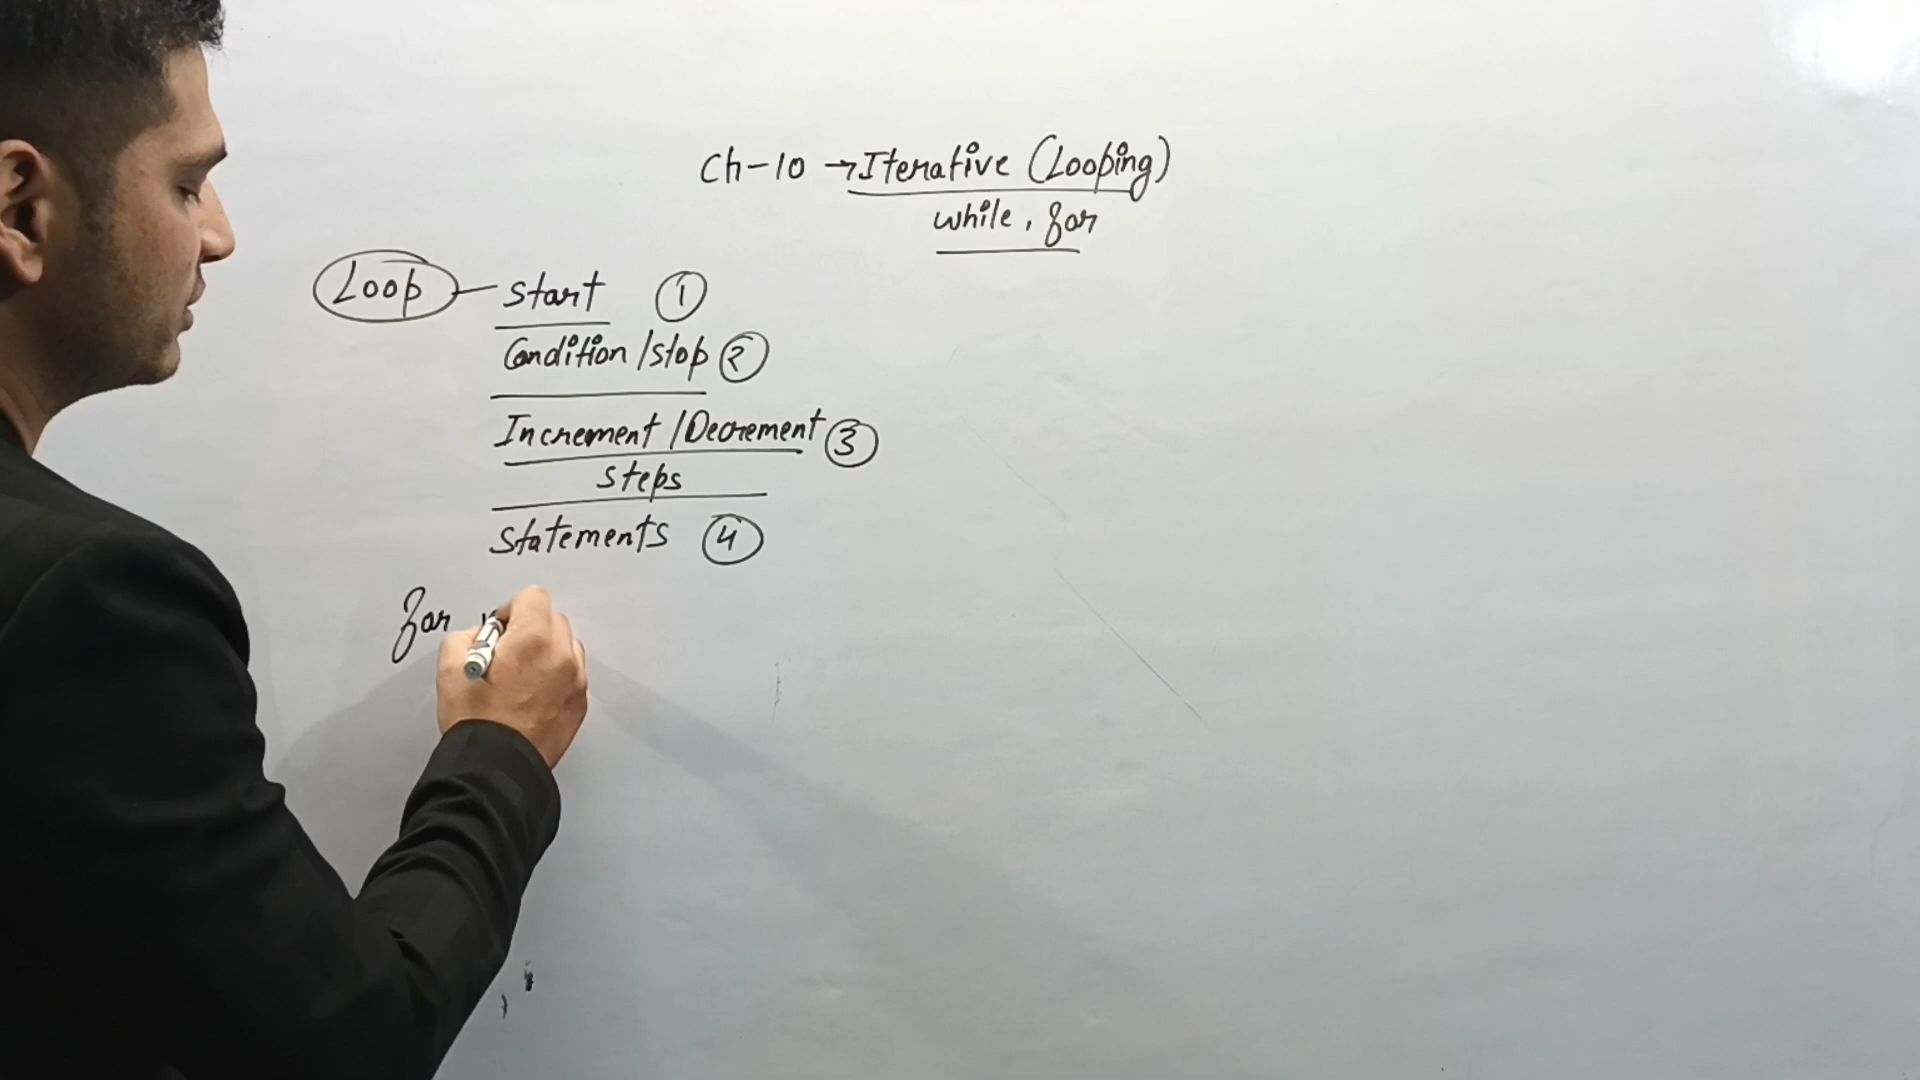 Ch-10 → Iterative (Looping)
while, for
Loop - start ①
Condition/stop ②
Increment/Decrement ③
steps
statements ④
for